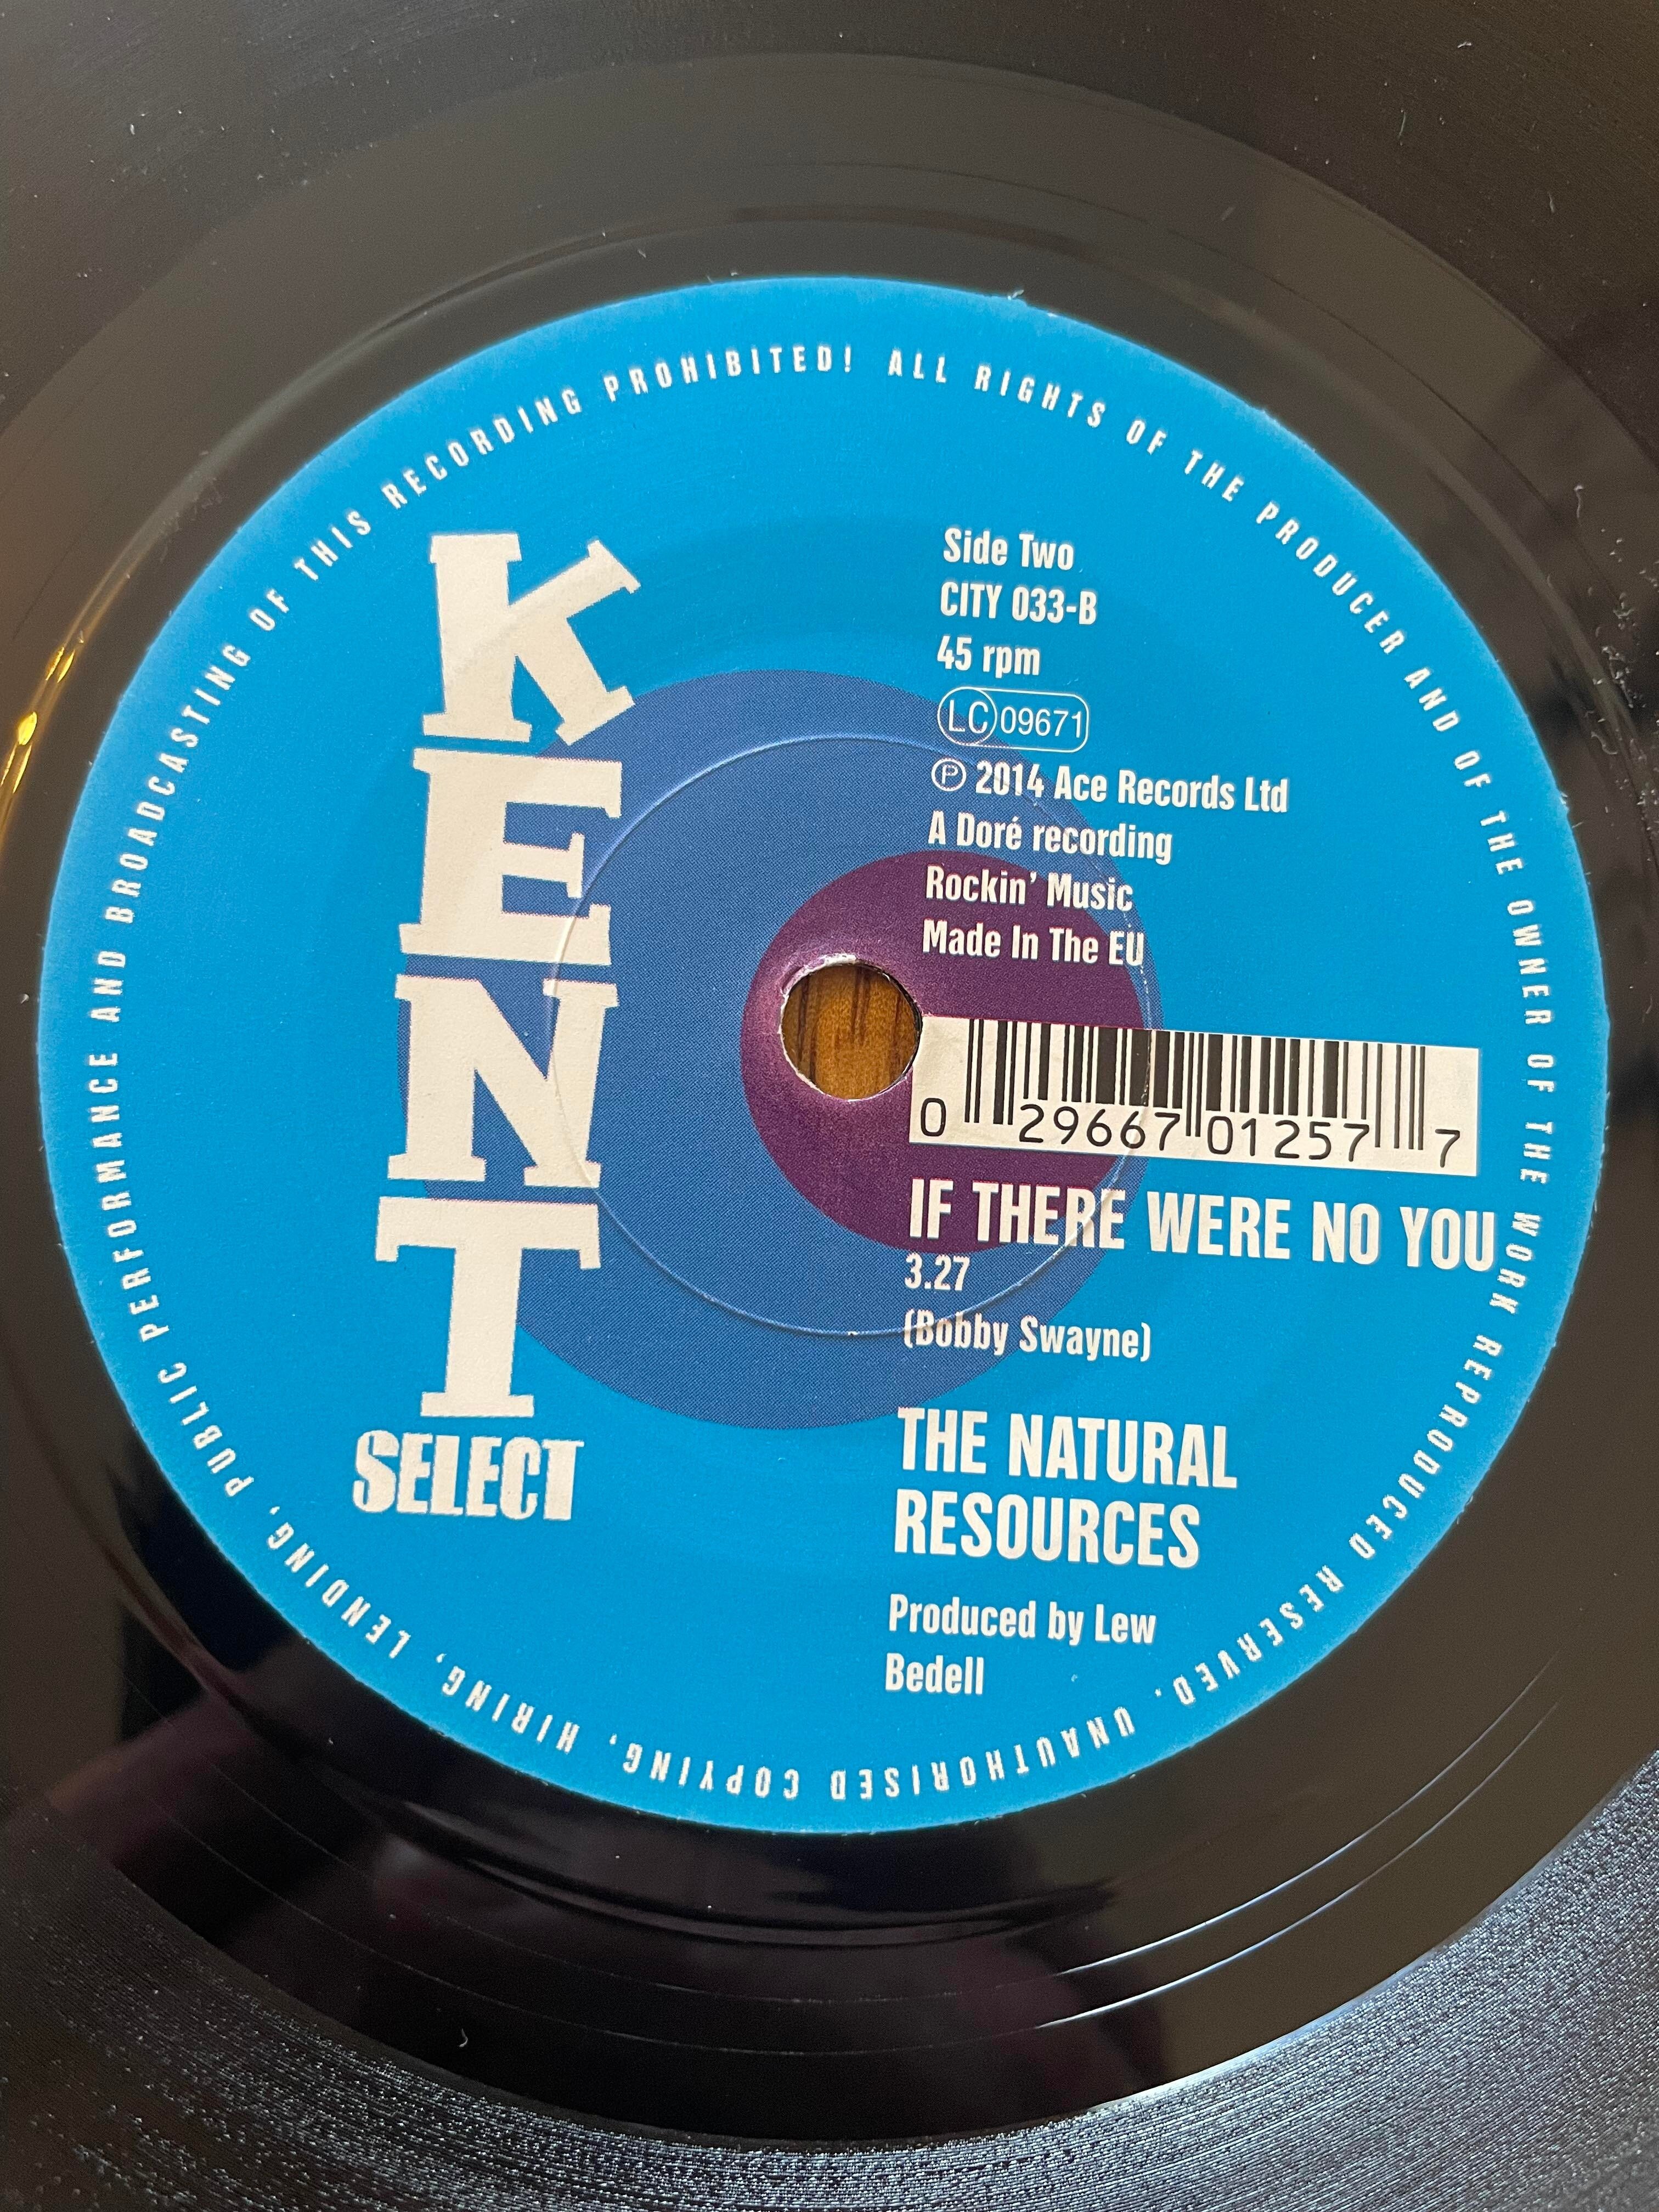 KENT
SELECT
Side Two
CITY 033-B
45 rpm
LC 09671
℗ 2014 Ace Records Ltd
A Doré recording
Rockin' Music
Made In The EU
0 29667 01257 7
IF THERE WERE NO YOU
3.27
(Bobby Swayne)
THE NATURAL
RESOURCES
Produced by Lew
Bedell
ALL RIGHTS OF THE PRODUCER AND OF THE OWNER OF THE WORK REPRODUCED RESERVED. UNAUTHORISED COPYING, HIRING, LENDING, PUBLIC PERFORMANCE AND BROADCASTING OF THIS RECORDING PROHIBITED!